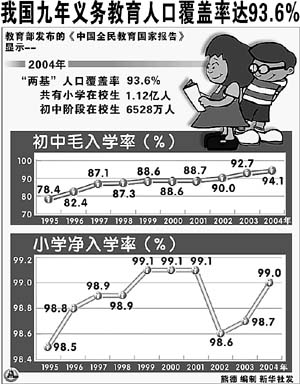 我国九年义务教育人口覆盖率达93.6%
教育部发布的《中国全民教育国家报告》
显示--
2004年
“两基”人口覆盖率 93.6%
共有小学在校生 1.12亿人
初中阶段在校生 6528万人
初中毛入学率（%）
100
90
80
70
78.4
82.4
87.1
87.3
88.6
88.6
88.7
90.0
92.7
94.1
1995 1996 1997 1998 1999 2000 2001 2002 2003 2004年
小学净入学率（%）
99.2
99.0
98.8
98.6
98.4
98.5
98.8
98.9
98.9
99.1
99.1
99.1
98.6
98.7
99.0
1995 1996 1997 1998 1999 2000 2001 2002 2003 2004年
熊德 编制 新华社发